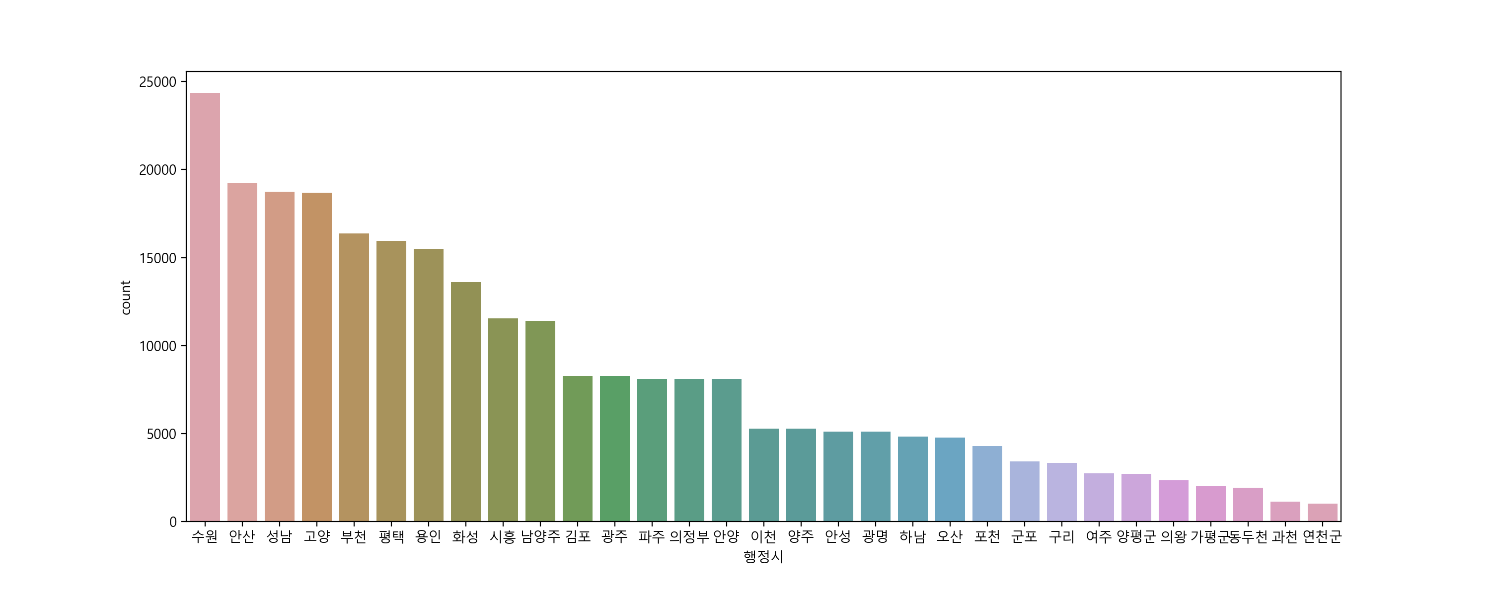 25000
20000
15000
10000
5000
0
count
수원 안산 성남 고양 부천 평택 용인 화성 시흥 남양주 김포 광주 파주 의정부 안양 이천 양주 안성 광명 하남 오산 포천 군포 구리 여주 양평군 의왕 가평군 동두천 과천 연천군
행정시